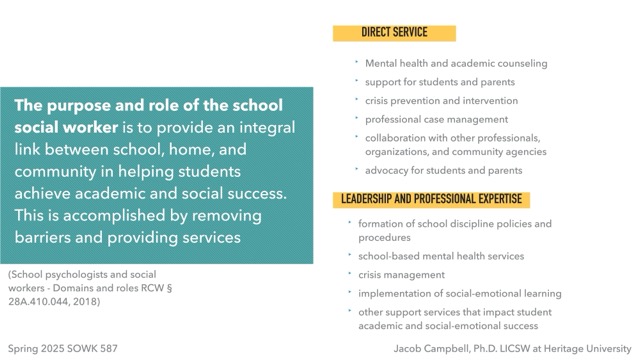 The purpose and role of the school
social worker is to provide an integral
link between school, home, and
community in helping students
achieve academic and social success.
This is accomplished by removing
barriers and providing services
(School psychologists and social
workers - Domains and roles RCW §
28A.410.044, 2018)
DIRECT SERVICE
• Mental health and academic counseling
• support for students and parents
• crisis prevention and intervention
• professional case management
• collaboration with other professionals,
organizations, and community agencies
• advocacy for students and parents
LEADERSHIP AND PROFESSIONAL EXPERTISE
• formation of school discipline policies and
procedures
• school-based mental health services
• crisis management
• implementation of social-emotional learning
• other support services that impact student
academic and social-emotional success
Spring 2025 SOWK 587
Jacob Campbell, Ph.D. LICSW at Heritage University